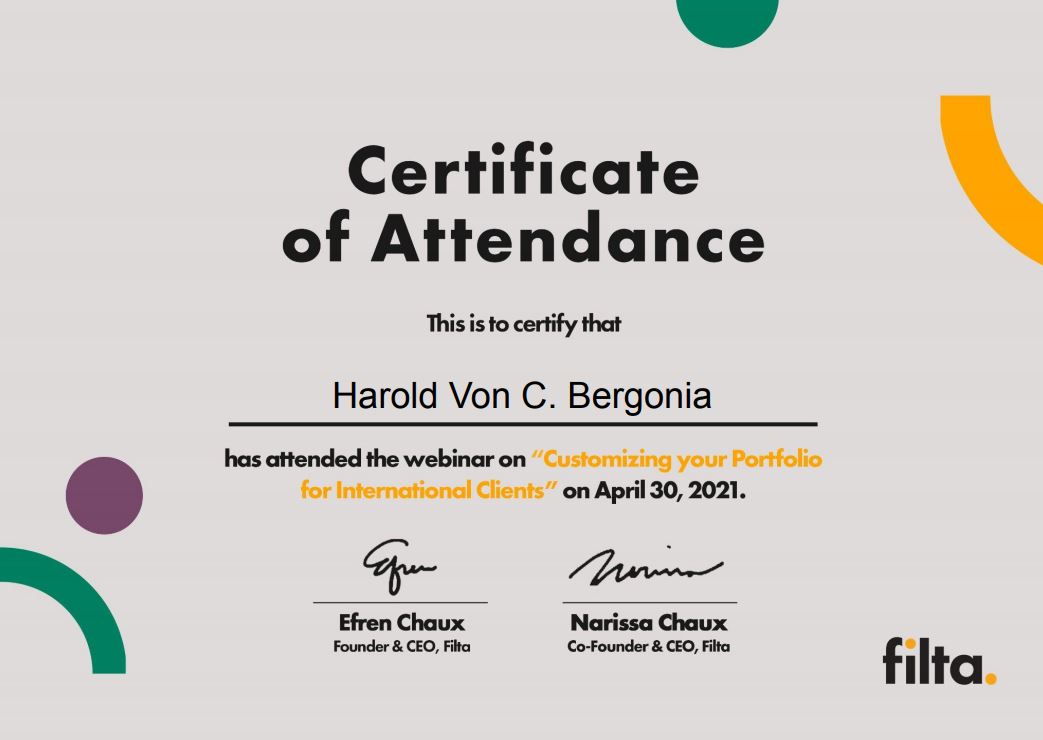 Certificate
of Attendance
This is to certify that
Harold Von C. Bergonia
has attended the webinar on “Customizing your Portfolio
for International Clients” on April 30, 2021.
Efren
Narissa
Efren Chaux
Narissa Chaux
Founder & CEO, Filta
Co-Founder & CEO, Filta
filta.